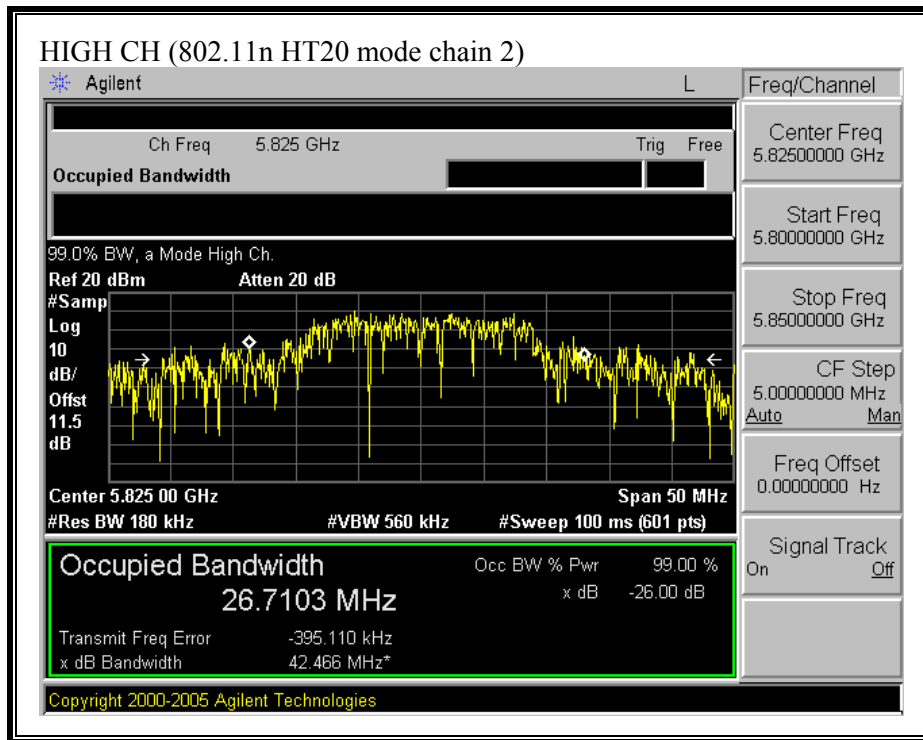 HIGH CH (802.11n HT20 mode chain 2)
Agilent L Freq/Channel
Ch Freq 5.825 GHz Trig Free
Occupied Bandwidth
Center Freq
5.82500000 GHz
Start Freq
5.80000000 GHz
Stop Freq
5.85000000 GHz
CF Step
5.00000000 MHz
Auto Man
Freq Offset
0.00000000 Hz
Signal Track
On Off
99.0% BW, a Mode High Ch.
Ref 20 dBm Atten 20 dB
#Samp
Log
10
dB/
Offst
11.5
dB
Center 5.825 00 GHz Span 50 MHz
#Res BW 180 kHz #VBW 560 kHz #Sweep 100 ms (601 pts)
Occupied Bandwidth Occ BW % Pwr 99.00 %
26.7103 MHz x dB -26.00 dB
Transmit Freq Error -395.110 kHz
x dB Bandwidth 42.466 MHz*
Copyright 2000-2005 Agilent Technologies